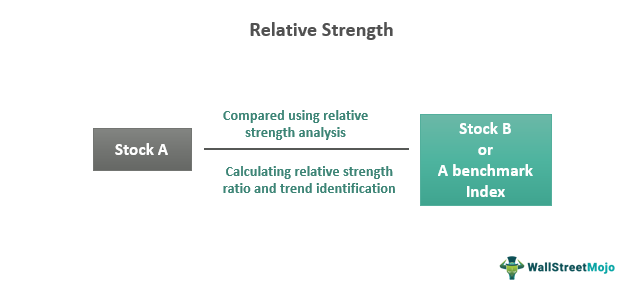 Relative Strength
Compared using relative
strength analysis
Stock A
Calculating relative strength
ratio and trend identification
Stock B
or
A benchmark
Index
WallStreetMojo